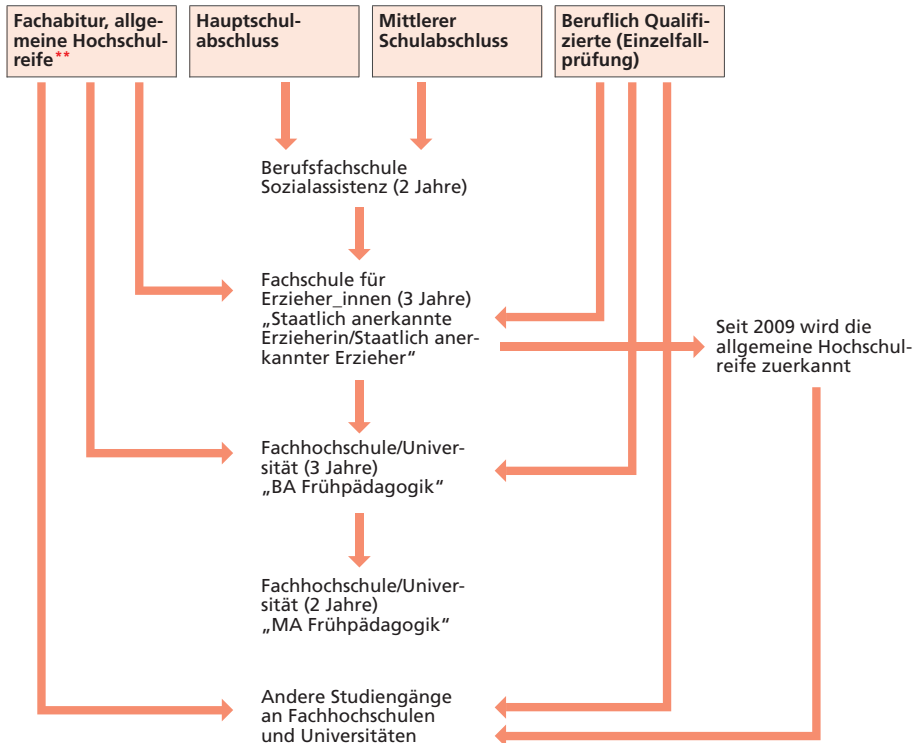 Fachabitur, allge-
meine Hochschul-
reife**
Hauptschul-
abschluss
Mittlerer
Schulabschluss
Beruflich Qualifi-
zierte (Einzelfall-
prüfung)
Berufsfachschule
Sozialassistenz (2 Jahre)
Fachschule für
Erzieher_innen (3 Jahre)
„Staatlich anerkannte
Erzieherin/Staatlich aner-
kannter Erzieher“
Seit 2009 wird die
allgemeine Hochschul-
reife zuerkannt
Fachhochschule/Univer-
sität (3 Jahre)
„BA Frühpädagogik“
Fachhochschule/Univer-
sität (2 Jahre)
„MA Frühpädagogik“
Andere Studiengänge
an Fachhochschulen
und Universitäten